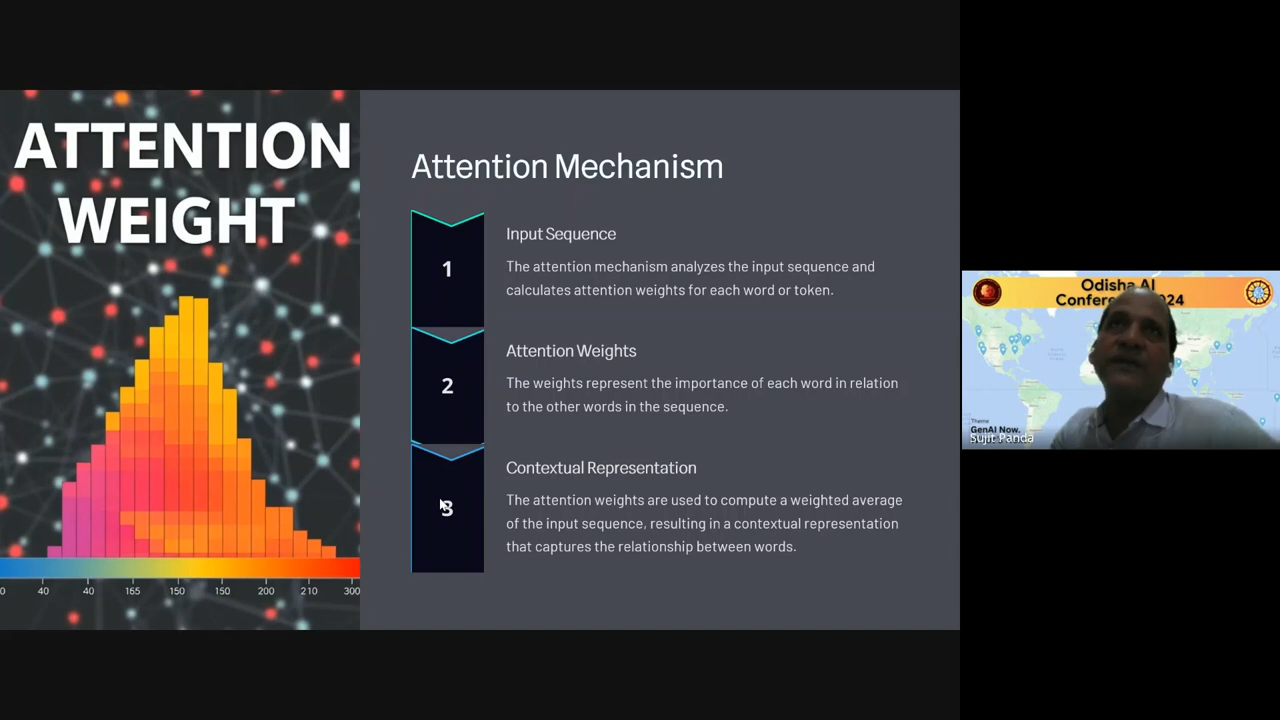 ATTENTION
WEIGHT
0 40 40 165 150 150 200 210 300
Attention Mechanism
1
Input Sequence
The attention mechanism analyzes the input sequence and
calculates attention weights for each word or token.
2
Attention Weights
The weights represent the importance of each word in relation
to the other words in the sequence.
3
Contextual Representation
The attention weights are used to compute a weighted average
of the input sequence, resulting in a contextual representation
that captures the relationship between words.
Odisha AI
Theme
GenAI Now.
Sujit Panda